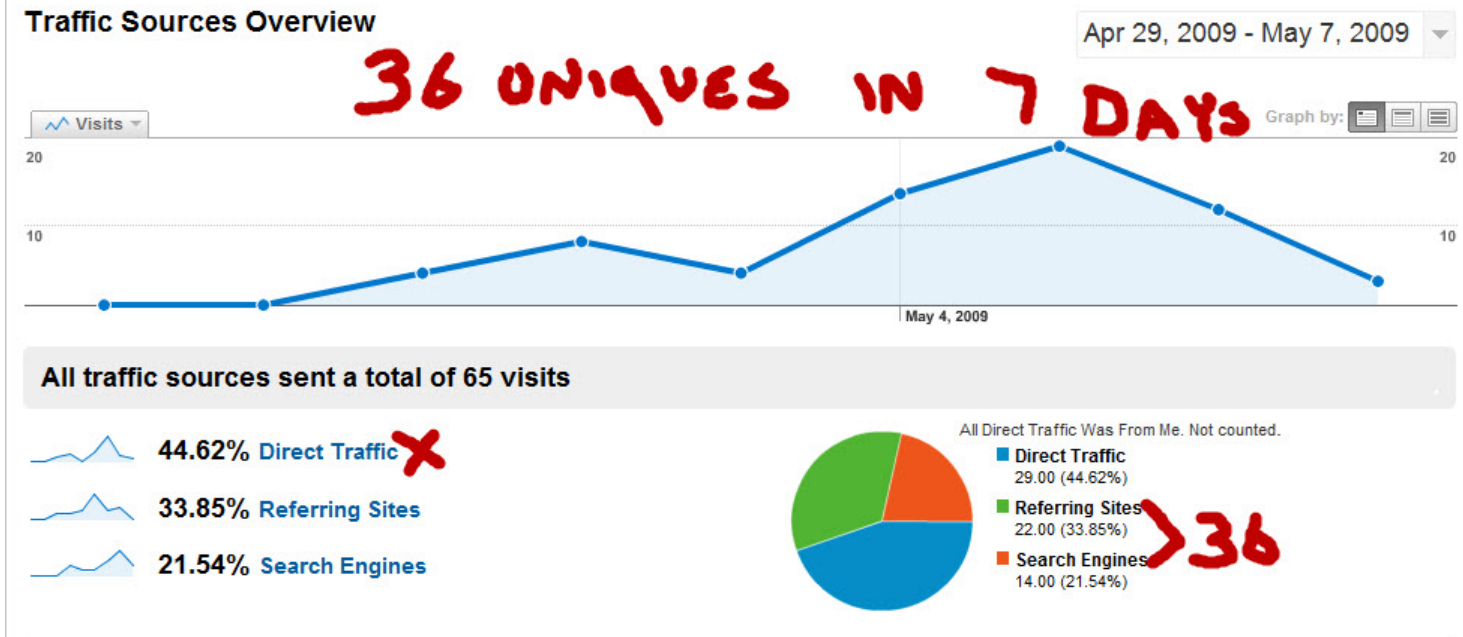 Traffic Sources Overview
Apr 29, 2009 - May 7, 2009
36 UNIQUES IN 7 DAYS
Visits
Graph by:
20
20
10
10
May 4, 2009
All traffic sources sent a total of 65 visits
44.62% Direct Traffic X
33.85% Referring Sites
21.54% Search Engines
All Direct Traffic Was From Me. Not counted.
Direct Traffic
29.00 (44.62%)
Referring Sites
22.00 (33.85%)
Search Engines
14.00 (21.54%)
>36